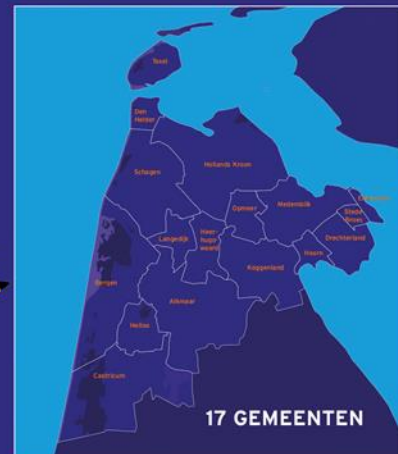 Texel
Den
Helder
Schagen
Hollands Kroon
Opmeer
Medemblik
Enkhuizen
Stede
Broec
Drechterland
Langedijk
Heer-
hugo
waard
Hoorn
Koggenland
Bergen
Alkmaar
Heiloo
Castricum
17 GEMEENTEN